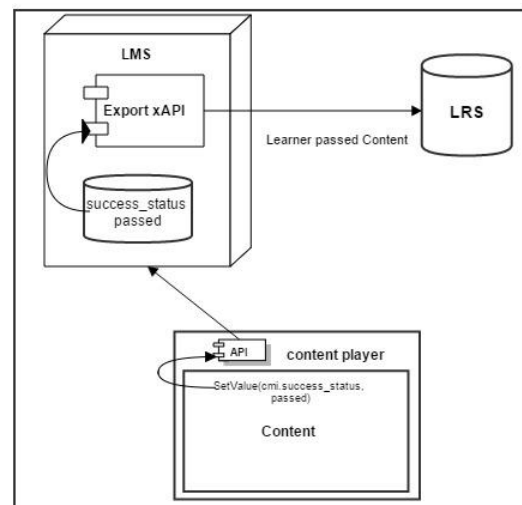 LMS
Export xAPI
LRS
Learner passed Content
success_status
passed
API
content player
SetValue(cmi.success_status,
passed)
Content